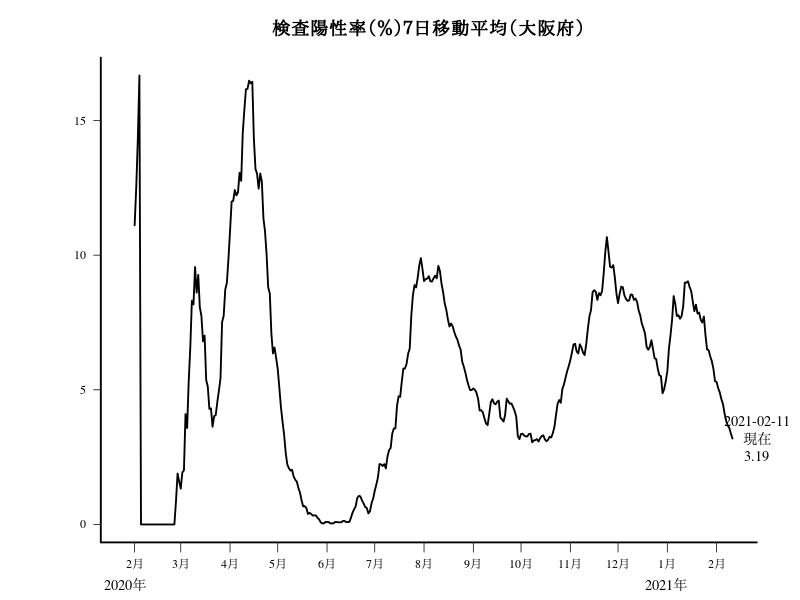 検査陽性率(%)7日移動平均(大阪府)
15
10
5
0
2021-02-11
現在
3.19
2月 3月 4月 5月 6月 7月 8月 9月 10月 11月 12月 1月 2月
2020年 2021年